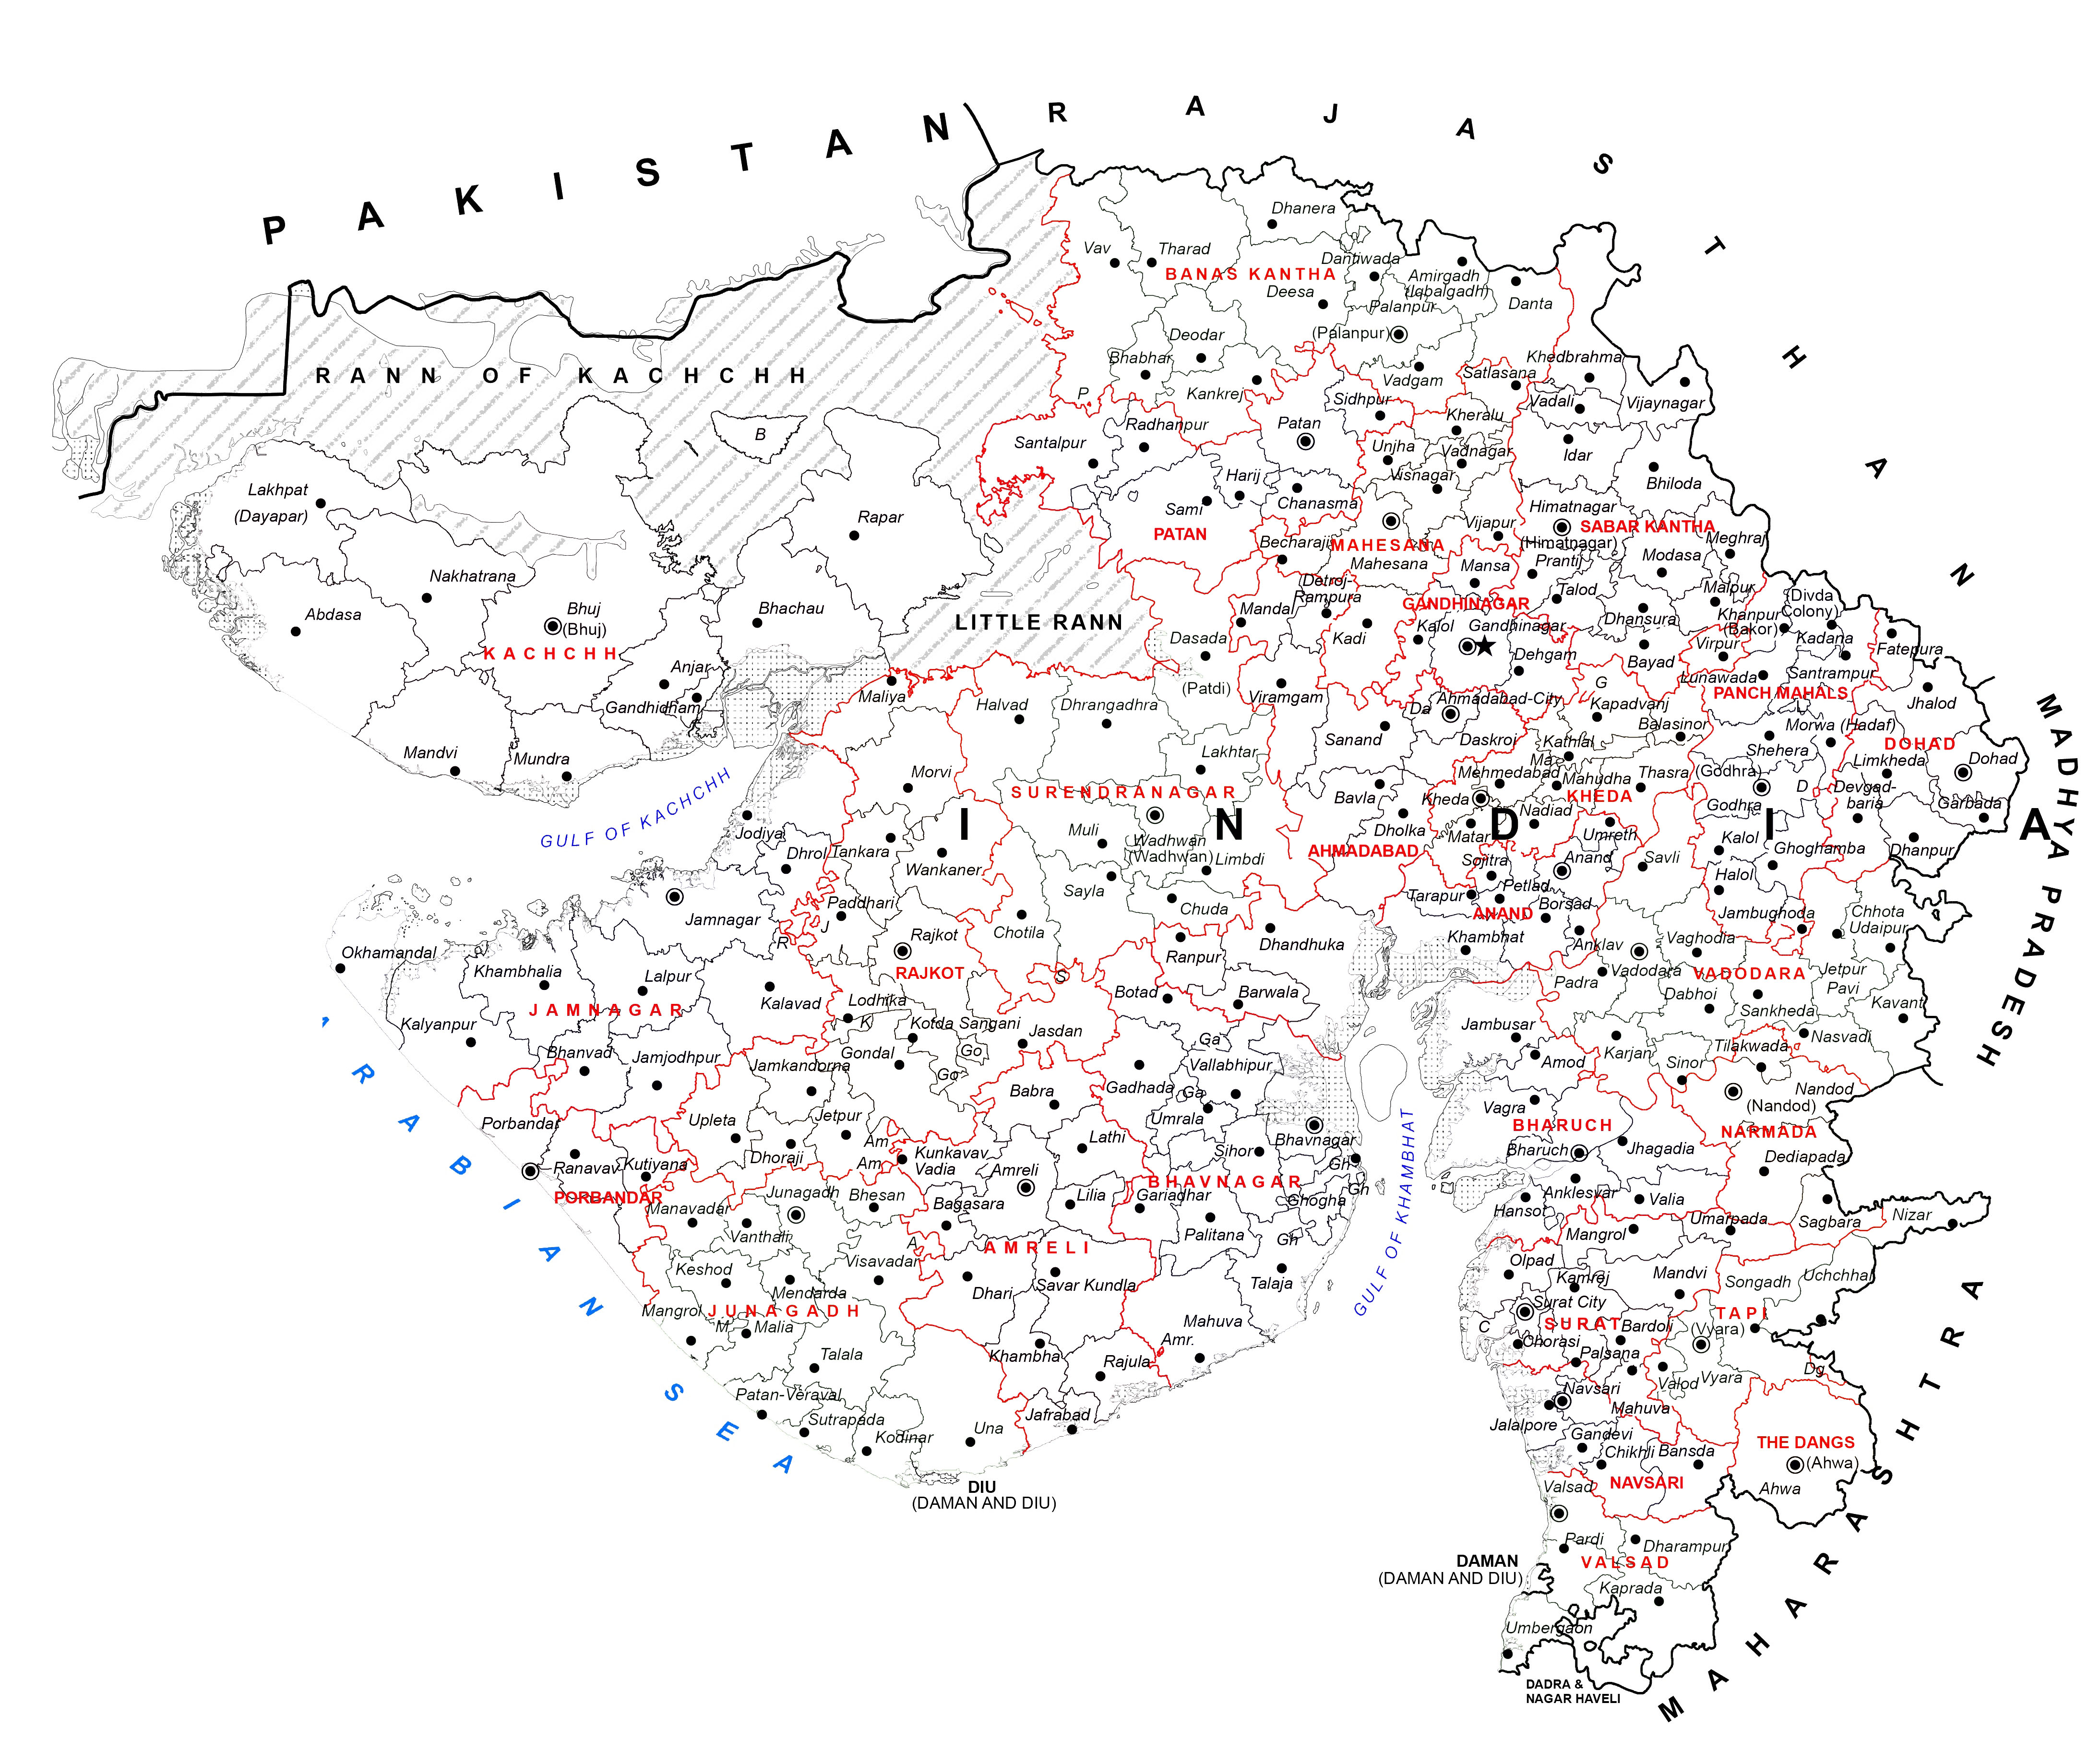 PAKISTAN
RAJASTHAN
MADHYA PRADESH
MAHARASHTRA
INDIA
ARABIAN SEA
GULF OF KACHCHH
GULF OF KHAMBHAT
RANN OF KACHCHH
LITTLE RANN
B
Lakhpat
(Dayapar)
Rapar
Nakhatrana
Abdasa
Bhuj
(Bhuj)
Bhachau
KACHCHH
Anjar
Gandhidham
Mandvi
Mundra
Dhanera
Vav
Tharad
BANAS KANTHA
Dantiwada
Amirgadh
(Iqbalgadh)
Deesa
Palanpur
(Palanpur)
Danta
Deodar
Bhabhar
Kankrej
Vadgam
P
Radhanpur
Santalpur
Patan
Sidhpur
Harij
Sami
Chanasma
PATAN
Satlasana
Kheralu
Unjha
Vadnagar
Visnagar
Vijapur
Becharaji
MAHESANA
Mahesana
Kadi
Khedbrahma
Vadali
Vijaynagar
Idar
Bhiloda
Himatnagar
(Himatnagar)
SABAR KANTHA
Meghraj
Modasa
Prantij
Talod
Malpur
Dhansura
Bayad
Mansa
GANDHINAGAR
Kalol
Gandhinagar
Dehgam
Detroj-
Rampura
Mandal
Viramgam
Sanand
Da
Ahmadabad-City
Daskroi
Bavla
Dholka
AHMADABAD
Dhandhuka
Ranpur
Barwala
Dasada
(Patdi)
Halvad
Dhrangadhra
Lakhtar
SURENDRANAGAR
Muli
Wadhwan
(Wadhwan)
Limbdi
Sayla
Chuda
Chotila
S
Maliya
Morvi
Tankara
Wankaner
Paddhari
Rajkot
RAJKOT
Lodhika
K
Kotda Sangani
Jasdan
Gondal
Go
Go
Jamkandorna
Jetpur
Upleta
Dhoraji
Am
Am
Jodiya
Dhrol
Jamnagar
J
R
Okhamandal
Khambhalia
Lalpur
Kalavad
JAMNAGAR
Kalyanpur
Bhanvad
Jamjodhpur
Porbandar
Ranavav
Kutiyana
PORBANDAR
Junagadh
Bhesan
Manavadar
Vanthali
Visavadar
A
Keshod
Mendarda
Mangrol
JUNAGADH
M
Malia
Talala
Patan-Veraval
Sutrapada
Kodinar
Una
DIU
(DAMAN AND DIU)
Babra
Lathi
Kunkavav
Vadia
Amreli
Bagasara
Lilia
AMRELI
Dhari
Savar Kundla
Khambha
Rajula
Jafrabad
Botad
Ga
Vallabhipur
Gadhada
Ga
Umrala
Bhavnagar
Sihor
Gh
Gh
BHAVNAGAR
Gariadhar
Ghogha
Palitana
Gh
Talaja
Mahuva
Amr.
(Divda
Colony)
Khanpur
(Bakor)
Kadana
Virpur
Lunawada
Santrampur
PANCH MAHALS
L
Morwa (Hadaf)
Shehera
(Godhra)
D
Godhra
Kalol
Ghoghamba
Halol
Jambughoda
Fatepura
Jhalod
DOHAD
Limkheda
Dohad
Devgad-
baria
Garbada
Dhanpur
G
Kapadvanj
Balasinor
Kathlal
Ma
Mehmedabad
Mahudha
Thasra
Kheda
KHEDA
Nadiad
Matar
Umreth
Sojitra
Anand
Petlad
Tarapur
ANAND
Borsad
Khambhat
Anklav
Savli
Vadodara
Vaghodia
Chhota
Udaipur
VADODARA
Jetpur
Pavi
Padra
Dabhoi
Kavant
Sankheda
Nasvadi
Karjan
Sinor
Jambusar
Amod
Vagra
BHARUCH
Bharuch
Jhagadia
Anklesvar
Hansot
Valia
Tilakwada
Nandod
(Nandod)
NARMADA
Dediapada
Sagbara
Umarpada
Mangrol
Olpad
Kamrej
Mandvi
Surat City
SURAT
C
Chorasi
Bardoli
Palsana
Mahuva
Nizar
Uchchhal
Songadh
TAPI
(Vyara)
Valod
Vyara
Dg
Navsari
Jalalpore
Gandevi
Chikhli
Bansda
NAVSARI
THE DANGS
(Ahwa)
Ahwa
Valsad
Pardi
Dharampur
VALSAD
Kaprada
Umbergaon
DAMAN
(DAMAN AND DIU)
DADRA &
NAGAR HAVELI